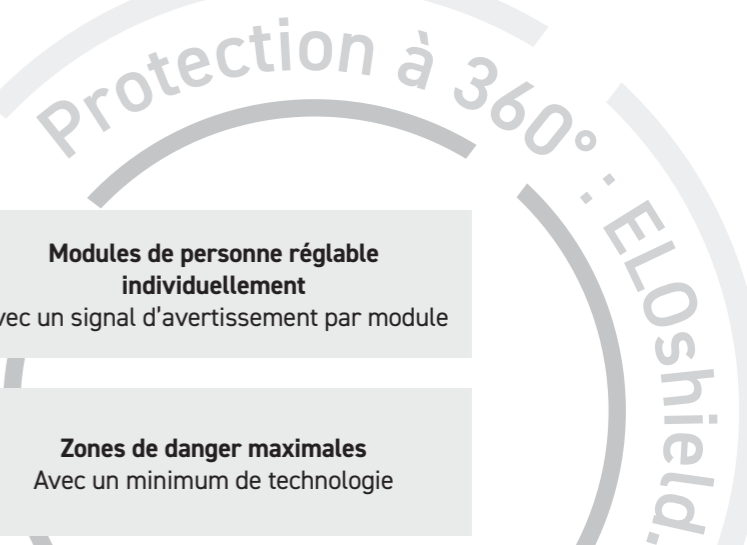 Protection à 360° : ELOshield.
Modules de personne réglable
individuellement
un signal d'avertissement par module
Zones de danger maximales
Avec un minimum de technologie